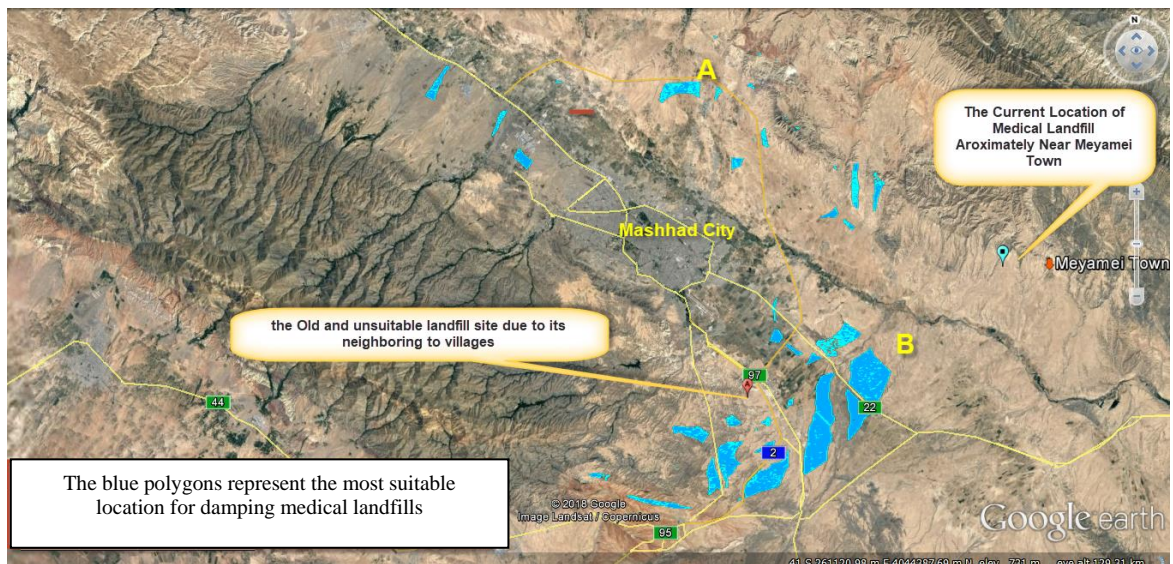 A
N
The Current Location of
Medical Landfill
Aroximately Near Meyamei
Town
Mashhad City
Meyamei Town
the Old and unsuitable landfill site due to its
neighboring to villages
B
97
A
44
22
2
The blue polygons represent the most suitable
location for damping medical landfills
© 2018 Google
Image Landsat / Copernicus
Google earth
95